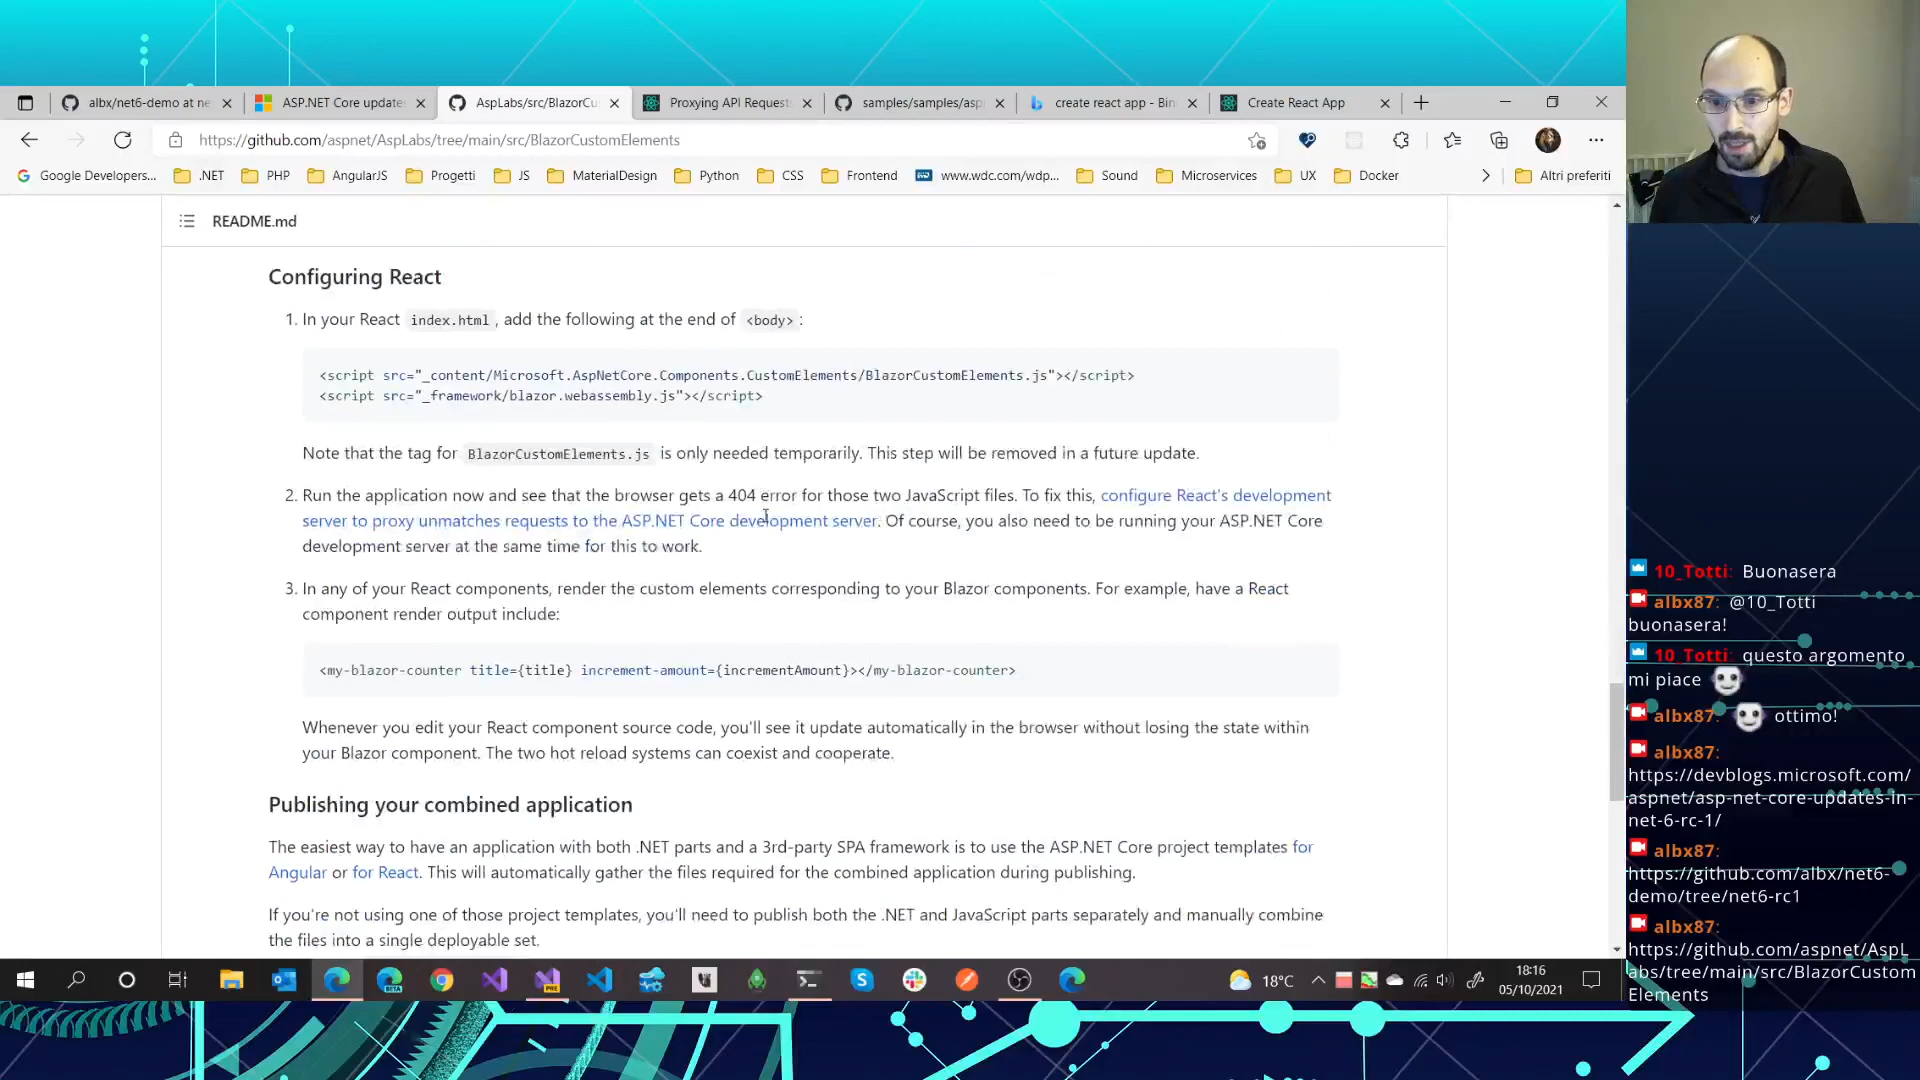 albx/net6-demo at ne
ASP.NET Core update
AspLabs/src/BlazorCu
Proxying API Request
samples/samples/asp
create react app - Bin
Create React App
https://github.com/aspnet/AspLabs/tree/main/src/BlazorCustomElements
Google Developers...
.NET
PHP
AngularJS
Progetti
JS
MaterialDesign
Python
CSS
Frontend
www.wdc.com/wdp...
Sound
Microservices
UX
Docker
Altri preferiti
README.md
Configuring React
1. In your React index.html , add the following at the end of <body> :
<script src="_content/Microsoft.AspNetCore.Components.CustomElements/BlazorCustomElements.js"></script>
<script src="_framework/blazor.webassembly.js"></script>
Note that the tag for BlazorCustomElements.js is only needed temporarily. This step will be removed in a future update.
2. Run the application now and see that the browser gets a 404 error for those two JavaScript files. To fix this, configure React's development
server to proxy unmatches requests to the ASP.NET Core development server. Of course, you also need to be running your ASP.NET Core
development server at the same time for this to work.
3. In any of your React components, render the custom elements corresponding to your Blazor components. For example, have a React
component render output include:
<my-blazor-counter title={title} increment-amount={incrementAmount}></my-blazor-counter>
Whenever you edit your React component source code, you'll see it update automatically in the browser without losing the state within
your Blazor component. The two hot reload systems can coexist and cooperate.
Publishing your combined application
The easiest way to have an application with both .NET parts and a 3rd-party SPA framework is to use the ASP.NET Core project templates for
Angular or for React. This will automatically gather the files required for the combined application during publishing.
If you're not using one of those project templates, you'll need to publish both the .NET and JavaScript parts separately and manually combine
the files into a single deployable set.
10_Totti: Buonasera
albx87: @10_Totti
buonasera!
10_Totti: questo argomento
mi piace
albx87: ottimo!
albx87:
https://devblogs.microsoft.com/
aspnet/asp-net-core-updates-in-
net-6-rc-1/
albx87:
https://github.com/albx/net6-
demo/tree/net6-rc1
albx87:
https://github.com/aspnet/AspL
abs/tree/main/src/BlazorCustom
Elements
BETA
PRE
18°C
18:16
05/10/2021